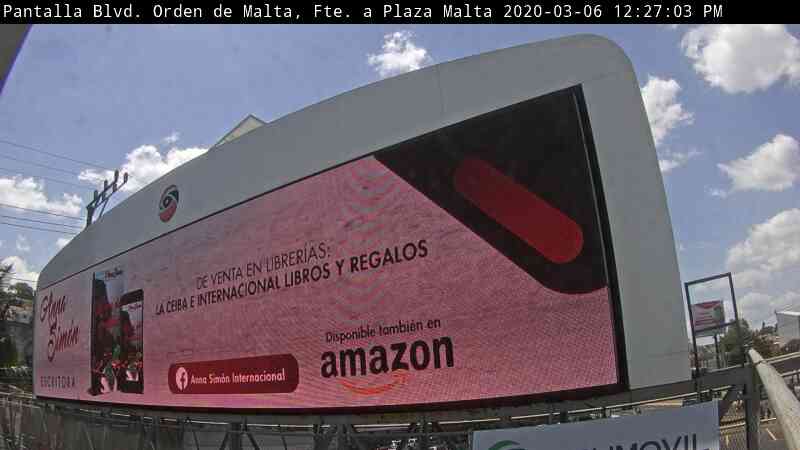 Pantalla Blvd. Orden de Malta, Fte. a Plaza Malta 2020-03-06 12:27:03 PM
Anna
Simón
ESCRITORA
DE VENTA EN LIBRERÍAS:
LA CEIBA E INTERNACIONAL LIBROS Y REGALOS
Disponible también en
amazon
Anna Simón Internacional